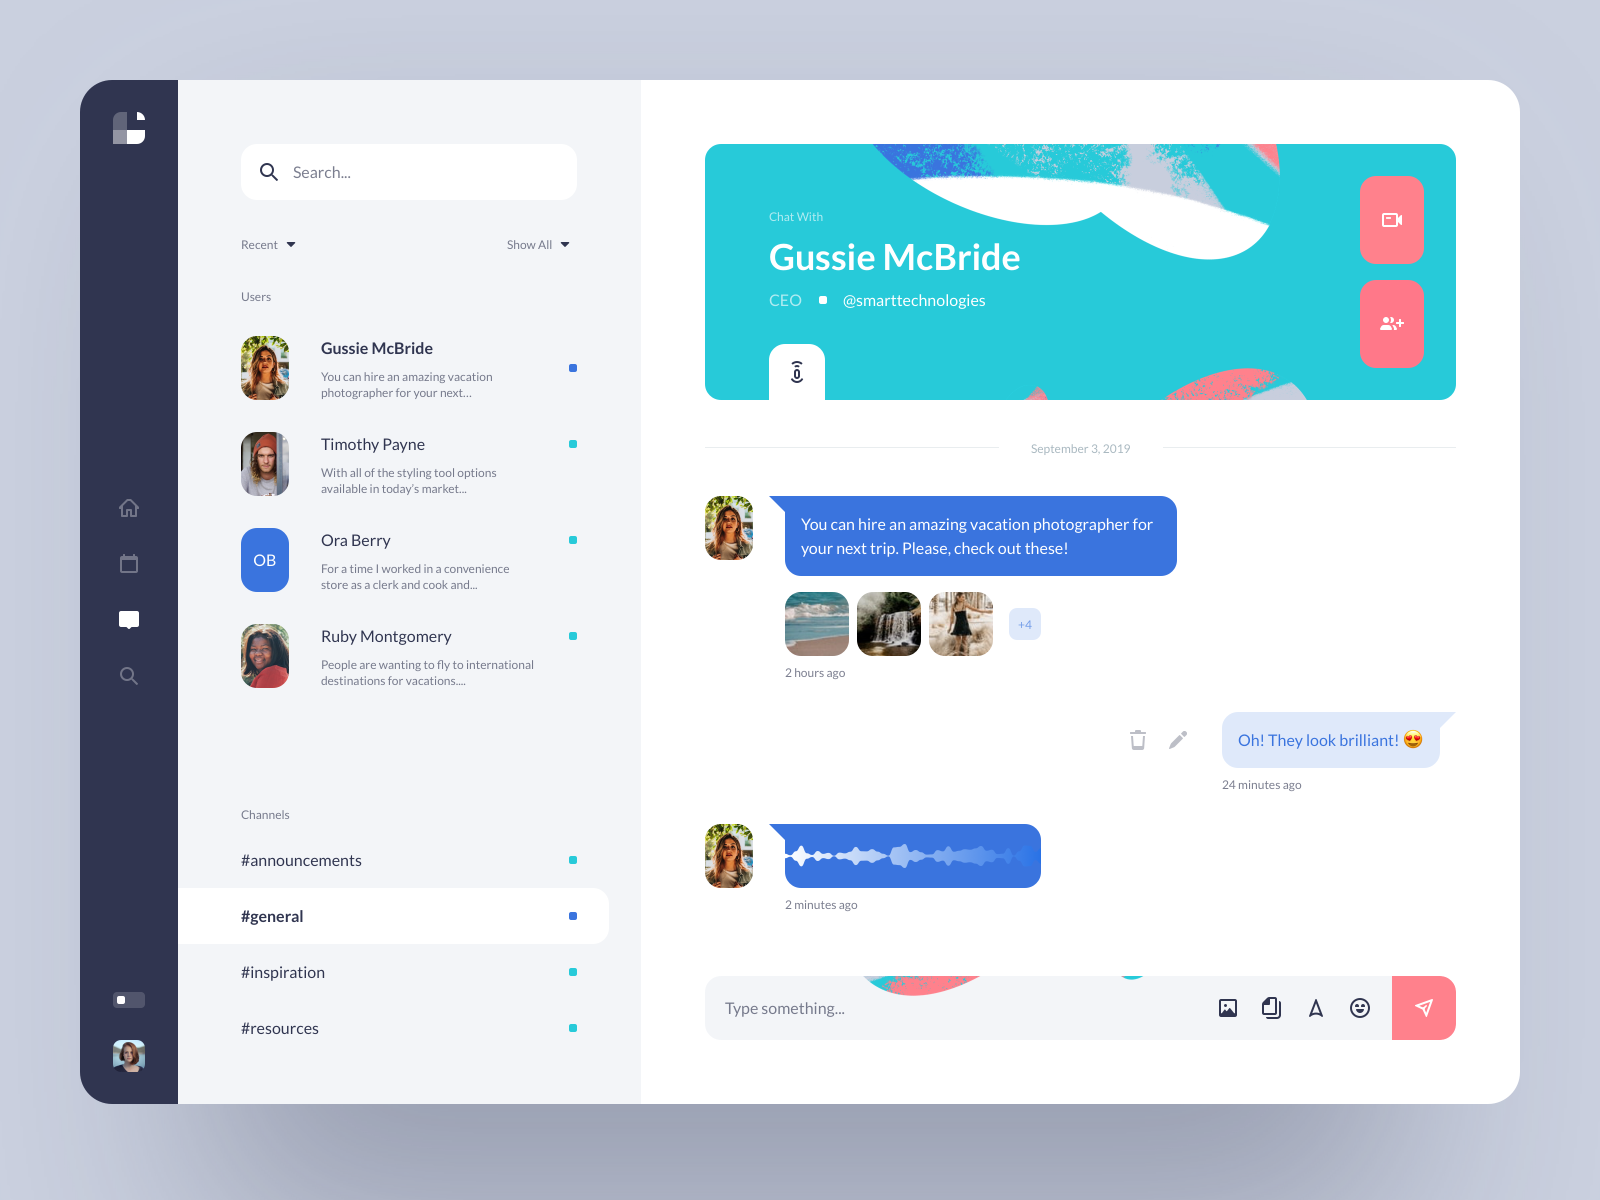 Search...
Recent
Show All
Users
Gussie McBride
You can hire an amazing vacation
photographer for your next...
Timothy Payne
With all of the styling tool options
available in today's market...
OB
Ora Berry
For a time I worked in a convenience
store as a clerk and cook and...
Ruby Montgomery
People are wanting to fly to international
destinations for vacations....
Channels
#announcements
#general
#inspiration
#resources
Chat With
Gussie McBride
CEO
@smarttechnologies
September 3, 2019
You can hire an amazing vacation photographer for
your next trip. Please, check out these!
+4
2 hours ago
Oh! They look brilliant! 😍
24 minutes ago
2 minutes ago
Type something...